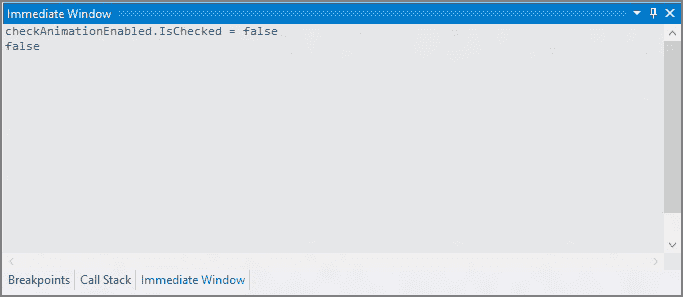 Immediate Window
checkAnimationEnabled.IsChecked = false
false
Breakpoints Call Stack Immediate Window